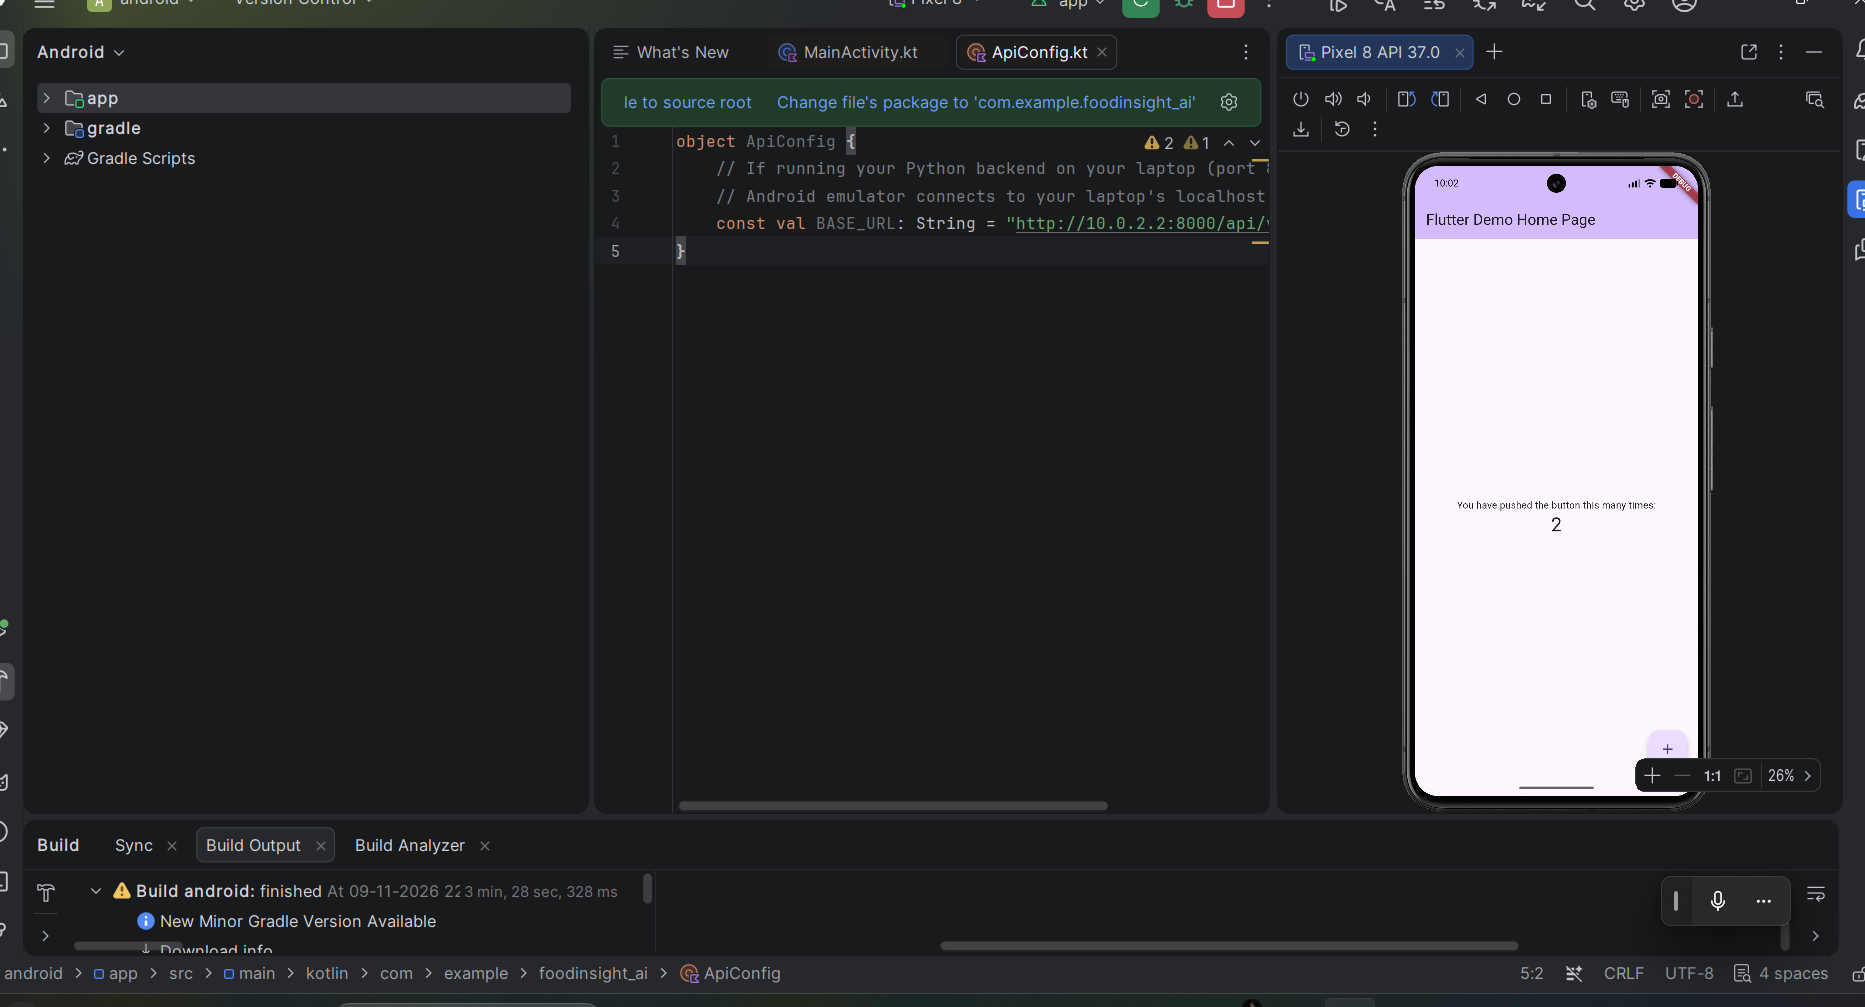 A android Version Control Pixel 8 app
Android
app
gradle
Gradle Scripts
What's New MainActivity.kt ApiConfig.kt
le to source root Change file's package to 'com.example.foodinsight_ai'
1 object ApiConfig { 2 1
2 // If running your Python backend on your laptop (port
3 // Android emulator connects to your laptop's localhost
4 const val BASE_URL: String = "http://10.0.2.2:8000/api/
5 }
Pixel 8 API 37.0
10:02
DEBUG
Flutter Demo Home Page
You have pushed the button this many times:
2
+
1:1 26%
Build Sync Build Output Build Analyzer
Build android: finished At 09-11-2026 22 3 min, 28 sec, 328 ms
New Minor Gradle Version Available
Download info
android > app > src > main > kotlin > com > example > foodinsight_ai > ApiConfig
5:2 CRLF UTF-8 4 spaces